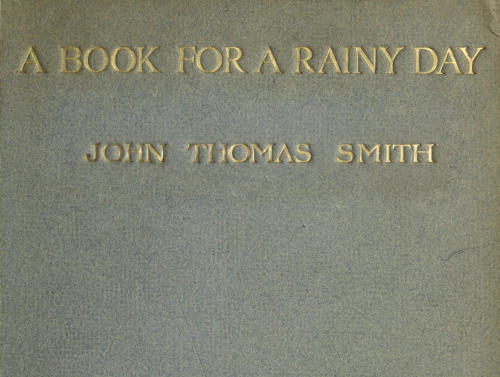 A BOOK FOR A RAINY DAY
JOHN THOMAS SMITH